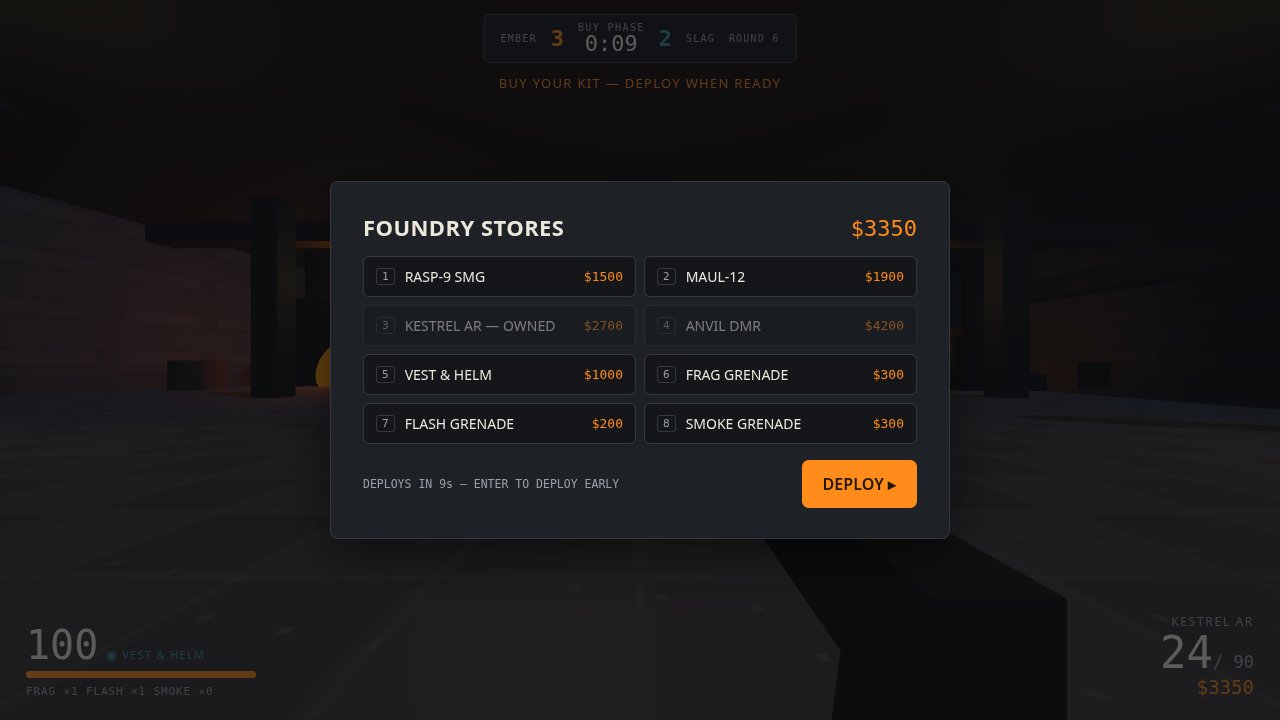 EMBER 3 BUY PHASE 0:09 2 SLAG ROUND 6
BUY YOUR KIT — DEPLOY WHEN READY
FOUNDRY STORES $3350
1 RASP-9 SMG $1500
2 MAUL-12 $1900
3 KESTREL AR — OWNED $2700
4 ANVIL DMR $4200
5 VEST & HELM $1000
6 FRAG GRENADE $300
7 FLASH GRENADE $200
8 SMOKE GRENADE $300
DEPLOYS IN 9s — ENTER TO DEPLOY EARLY
DEPLOY ▸
100 ▣ VEST & HELM
FRAG ×1 FLASH ×1 SMOKE ×0
KESTREL AR
24 / 90
$3350